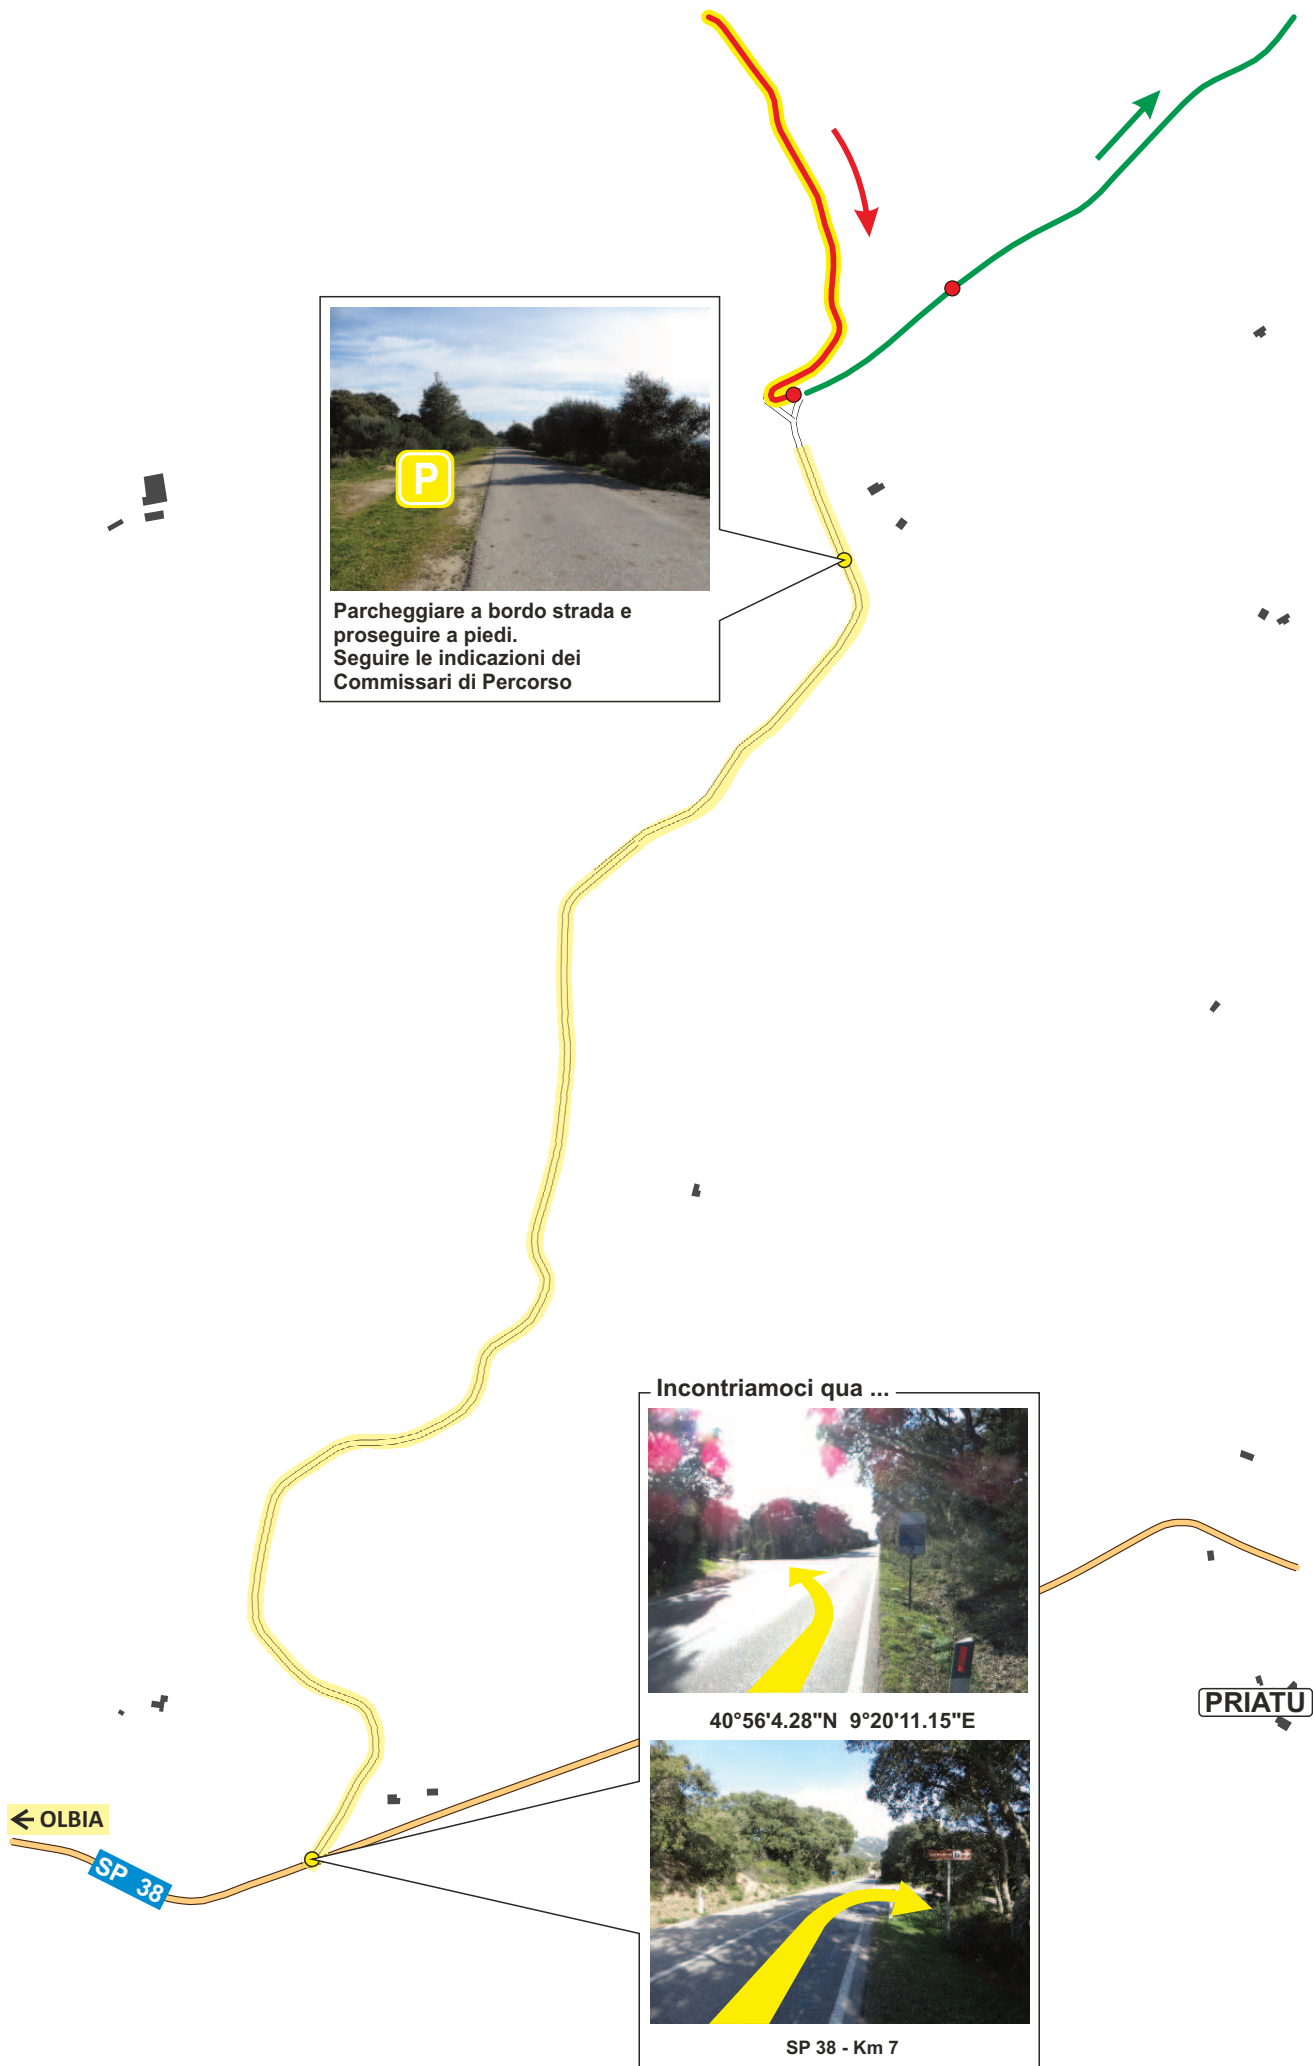 P
Parcheggiare a bordo strada e
proseguire a piedi.
Seguire le indicazioni dei
Commissari di Percorso
Incontriamoci qua ...
40°56'4.28"N 9°20'11.15"E
PRIATU
← OLBIA
SP 38
SP 38 - Km 7